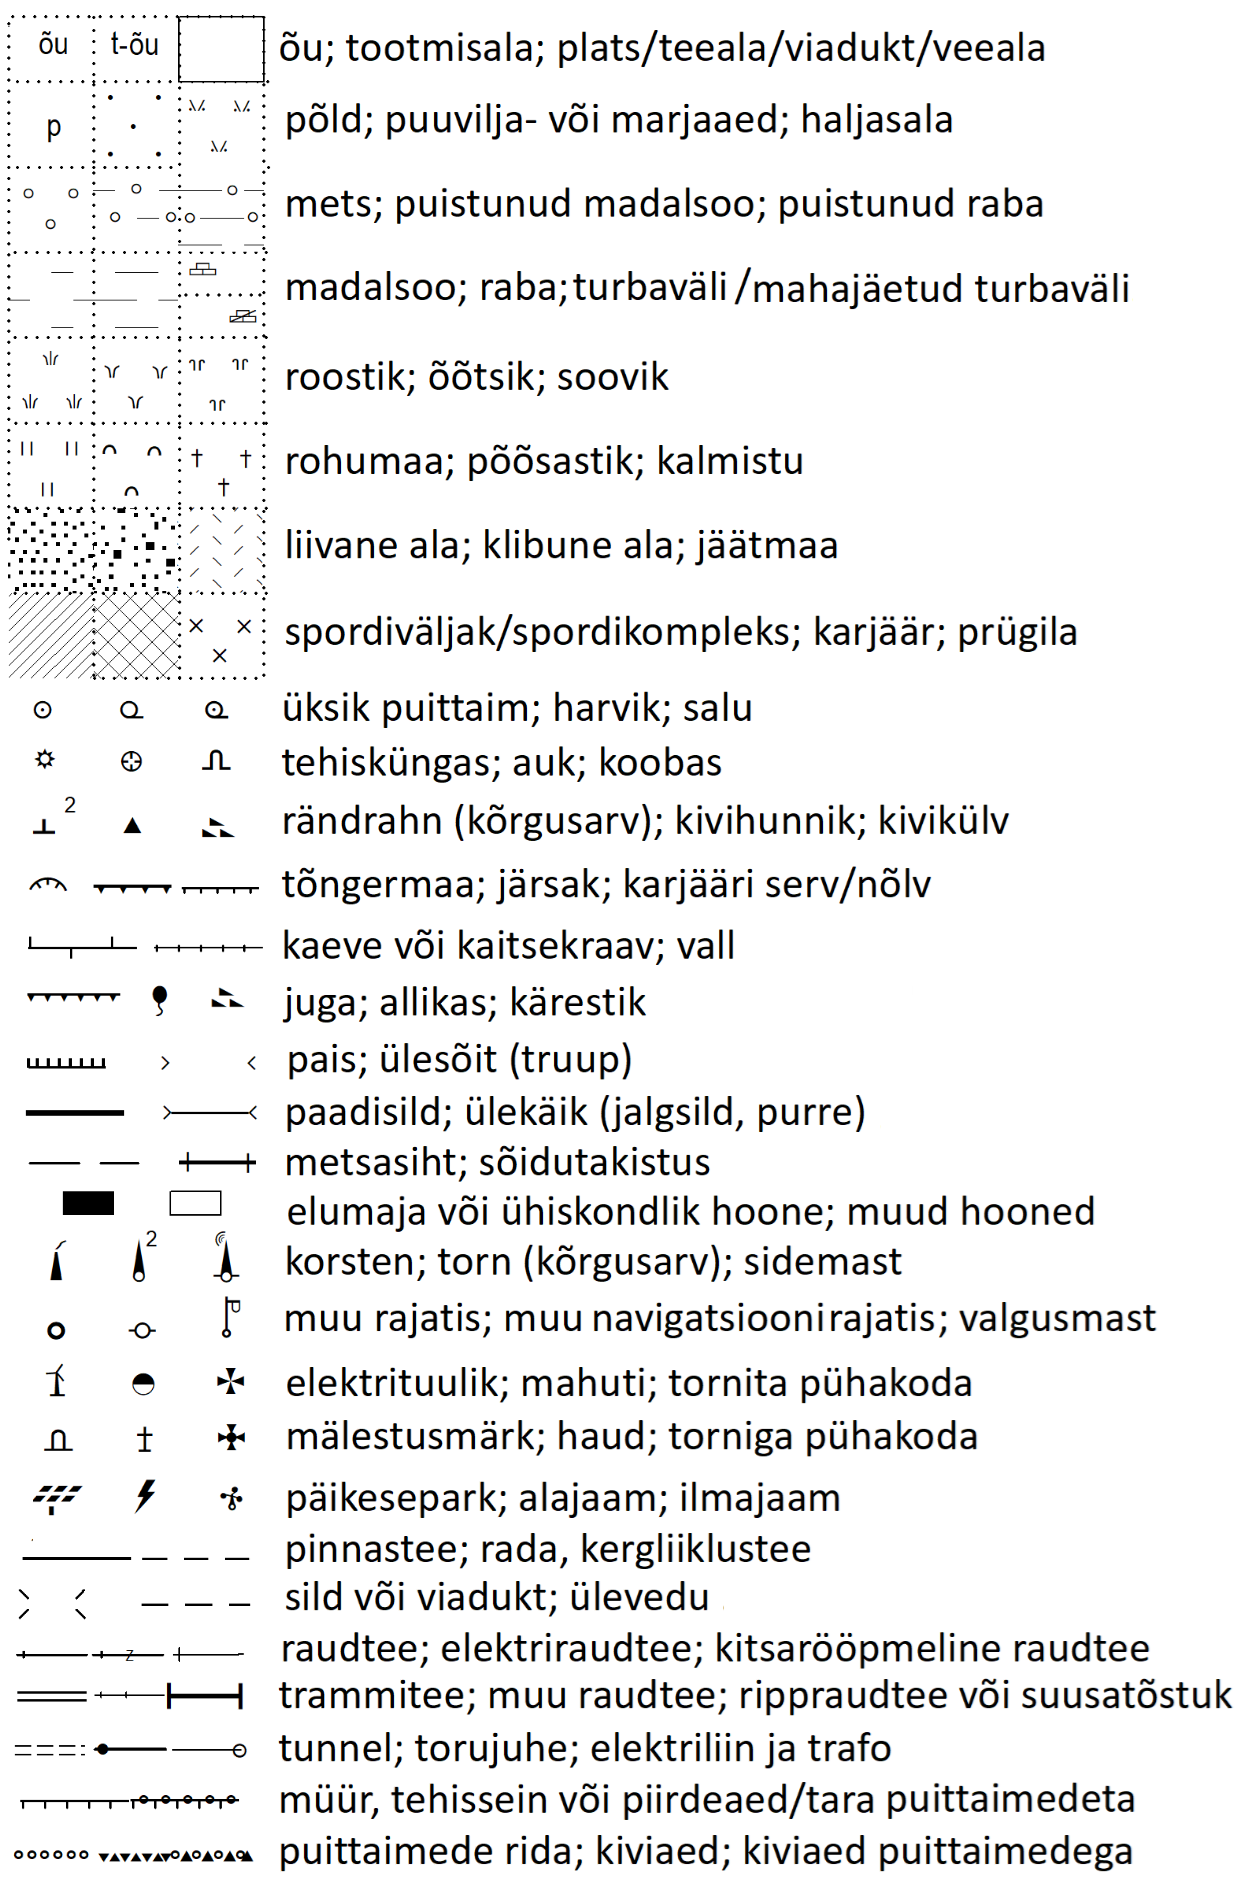 õu t-õu õu; tootmisala; plats/teeala/viadukt/veeala
p põld; puuvilja- või marjaaed; haljasala
mets; puistunud madalsoo; puistunud raba
madalsoo; raba; turbaväli /mahajäetud turbaväli
roostik; õõtsik; soovik
rohumaa; põõsastik; kalmistu
liivane ala; klibune ala; jäätmaa
spordiväljak/spordikompleks; karjäär; prügila
üksik puittaim; harvik; salu
tehisküngas; auk; koobas
2 rändrahn (kõrgusarv); kivihunnik; kivikülv
tõngermaa; järsak; karjääri serv/nõlv
kaeve või kaitsekraav; vall
juga; allikas; kärestik
pais; ülesõit (truup)
paadisild; ülekäik (jalgsild, purre)
metsasiht; sõidutakistus
elumaja või ühiskondlik hoone; muud hooned
2 korsten; torn (kõrgusarv); sidemast
muu rajatis; muu navigatsioonirajatis; valgusmast
elektrituulik; mahuti; tornita pühakoda
mälestusmärk; haud; torniga pühakoda
päikesepark; alajaam; ilmajaam
pinnastee; rada, kergliiklustee
sild või viadukt; ülevedu
z raudtee; elektriraudtee; kitsarööpmeline raudtee
trammitee; muu raudtee; rippraudtee või suusatõstuk
tunnel; torujuhe; elektriliin ja trafo
müür, tehissein või piirdeaed/tara puittaimedeta
puittaimede rida; kiviaed; kiviaed puittaimedega